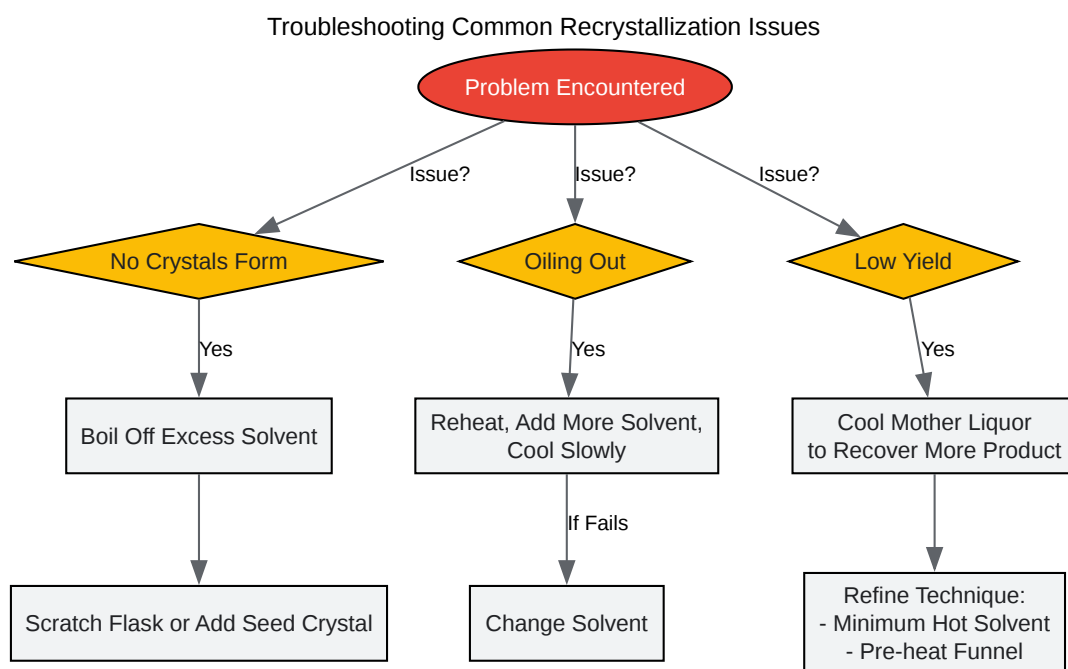 Troubleshooting Common Recrystallization Issues
Problem Encountered
Issue?
Issue?
Issue?
No Crystals Form
Oiling Out
Low Yield
Yes
Yes
Yes
Boil Off Excess Solvent
Reheat, Add More Solvent,
Cool Slowly
Cool Mother Liquor
to Recover More Product
If Fails
Scratch Flask or Add Seed Crystal
Change Solvent
Refine Technique:
- Minimum Hot Solvent
- Pre-heat Funnel